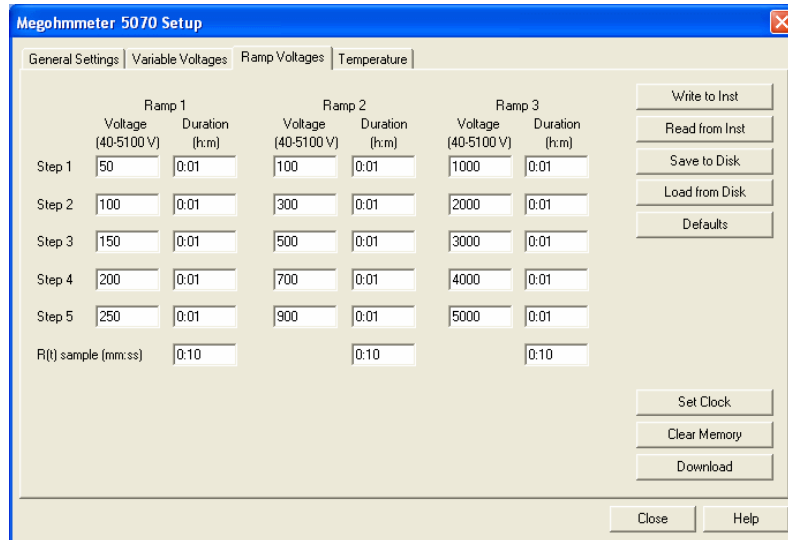 Megohmmeter 5070 Setup
General Settings Variable Voltages Ramp Voltages Temperature
Ramp 1 Ramp 2 Ramp 3
Voltage Duration Voltage Duration Voltage Duration
(40-5100 V) (h:m) (40-5100 V) (h:m) (40-5100 V) (h:m)
Step 1 50 0:01 100 0:01 1000 0:01
Step 2 100 0:01 300 0:01 2000 0:01
Step 3 150 0:01 500 0:01 3000 0:01
Step 4 200 0:01 700 0:01 4000 0:01
Step 5 250 0:01 900 0:01 5000 0:01
R(t) sample (mm:ss) 0:10 0:10 0:10
Write to Inst
Read from Inst
Save to Disk
Load from Disk
Defaults
Set Clock
Clear Memory
Download
Close Help